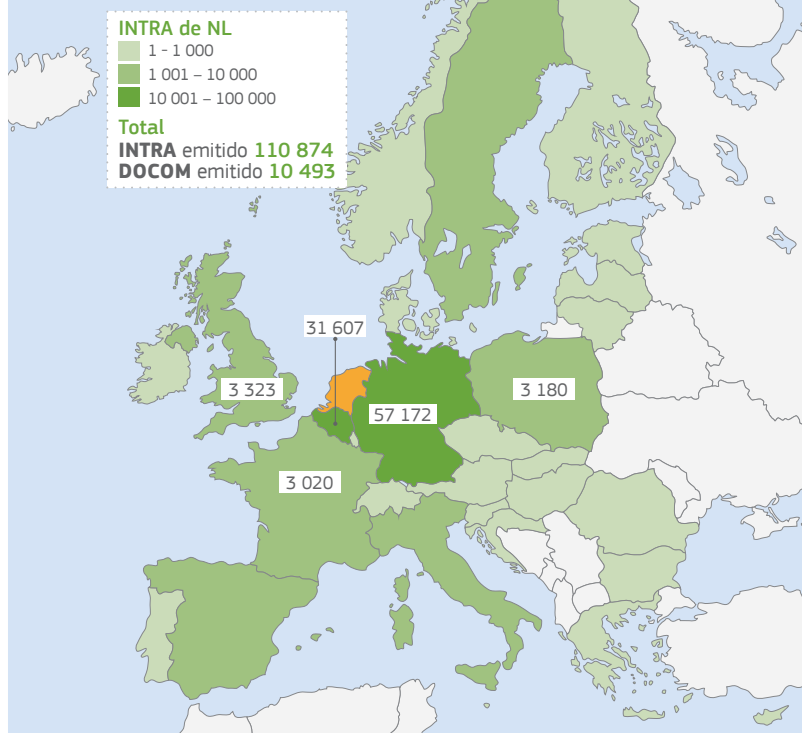 INTRA de NL
1 - 1 000
1 001 – 10 000
10 001 – 100 000
Total
INTRA emitido 110 874
DOCOM emitido 10 493
31 607
3 323
3 180
57 172
3 020